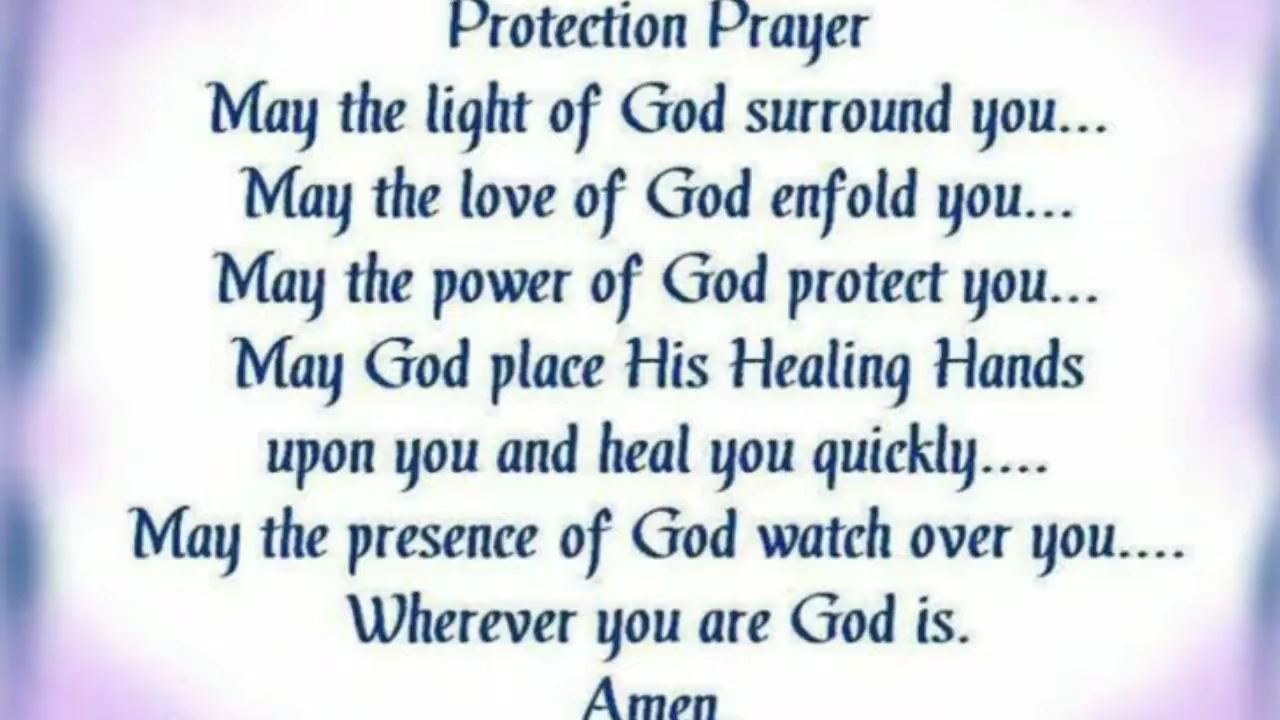 Protection Prayer
May the light of God surround you...
May the love of God enfold you...
May the power of God protect you...
May God place His Healing Hands
upon you and heal you quickly....
May the presence of God watch over you....
Wherever you are God is.
Amen